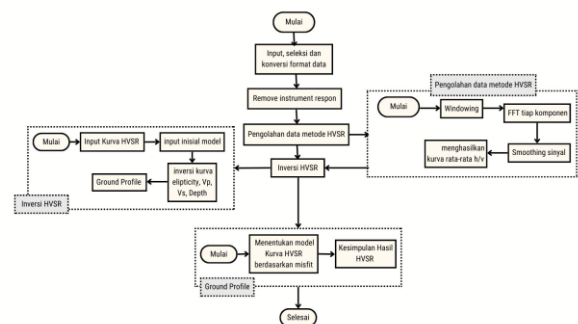 Mulai
Input, seleksi dan
konversi format data
Remove instrument respon
Pengolahan data metode HVSR
Inversi HVSR
Pengolahan data metode HVSR
Mulai
Windowing
FFT tiap komponen
Smoothing sinyal
menghasilkan
kurva rata-rata h/v
Mulai
Input Kurva HVSR
input inisial model
inversi kurva
elipticity, Vp,
Vs, Depth
Ground Profile
Inversi HVSR
Mulai
Menentukan model
Kurva HVSR
berdasarkan misfit
Kesimpulan Hasil
HVSR
Ground Profile
Selesai